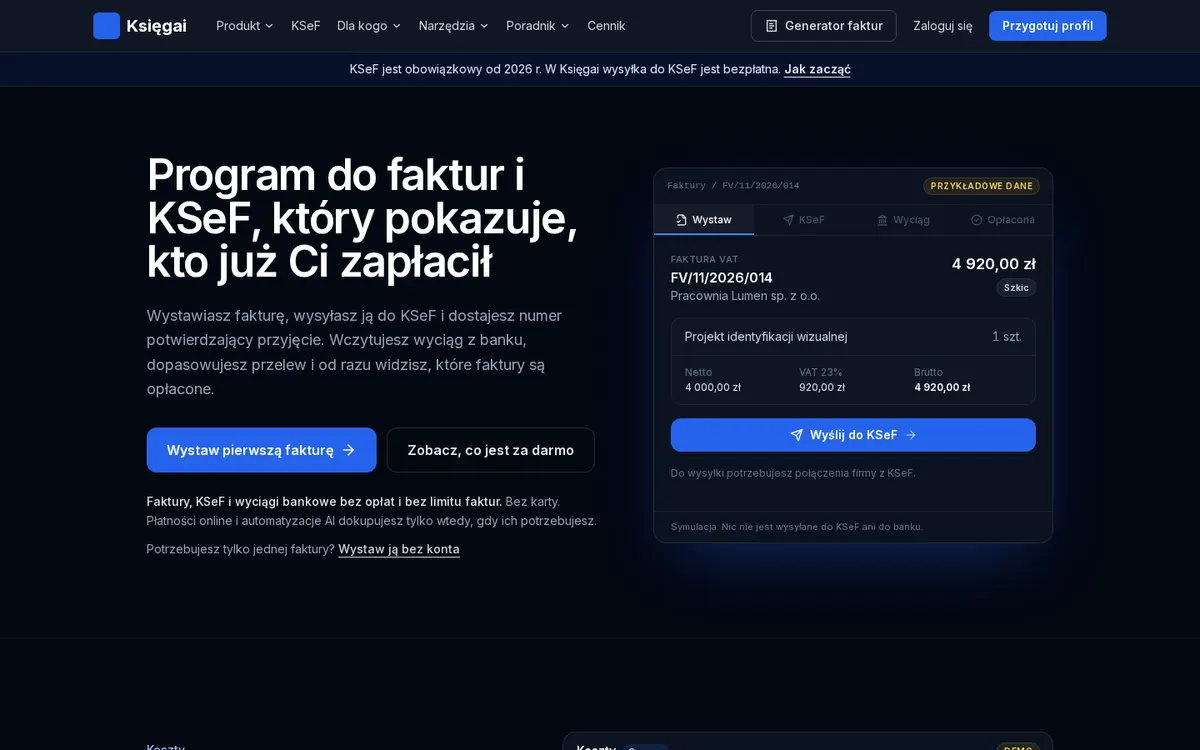 Księgai
Produkt
KSeF
Dla kogo
Narzędzia
Poradnik
Cennik
Generator faktur
Zaloguj się
Przygotuj profil
KSeF jest obowiązkowy od 2026 r. W Księgai wysyłka do KSeF jest bezpłatna. Jak zacząć
Program do faktur i
KSeF, który pokazuje,
kto już Ci zapłacił
Wystawiasz fakturę, wysyłasz ją do KSeF i dostajesz numer
potwierdzający przyjęcie. Wczytujesz wyciąg z banku,
dopasowujesz przelew i od razu widzisz, które faktury są
opłacone.
Wystaw pierwszą fakturę
Zobacz, co jest za darmo
Faktury, KSeF i wyciągi bankowe bez opłat i bez limitu faktur. Bez karty.
Płatności online i automatyzacje AI dokupujesz tylko wtedy, gdy ich potrzebujesz.
Potrzebujesz tylko jednej faktury? Wystaw ją bez konta
Faktury / FV/11/2026/014
PRZYKŁADOWE DANE
Wystaw
KSeF
Wyciąg
Opłacona
FAKTURA VAT
FV/11/2026/014
Pracownia Lumen sp. z o.o.
4 920,00 zł
Szkic
Projekt identyfikacji wizualnej
1 szt.
Netto
4 000,00 zł
VAT 23%
920,00 zł
Brutto
4 920,00 zł
Wyślij do KSeF
Do wysyłki potrzebujesz połączenia firmy z KSeF.
Symulacja. Nic nie jest wysyłane do KSeF ani do banku.
Koszty
Koszty
DEMO